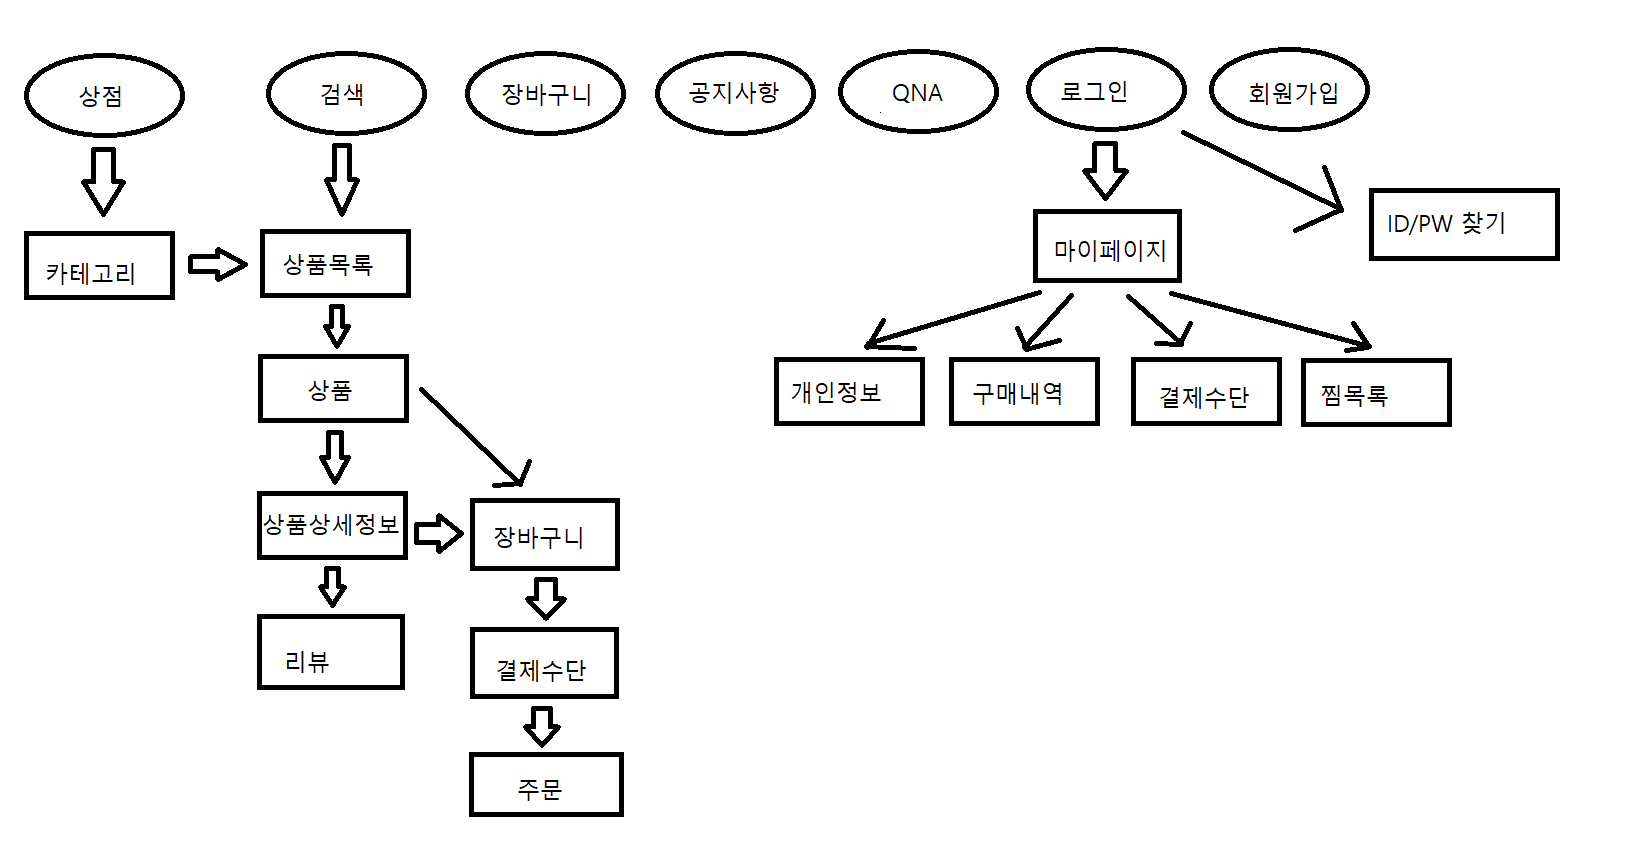 상점
검색
장바구니
공지사항
QNA
로그인
회원가입
카테고리
상품목록
마이페이지
ID/PW 찾기
상품
개인정보
구매내역
결제수단
찜목록
상품상세정보
장바구니
리뷰
결제수단
주문